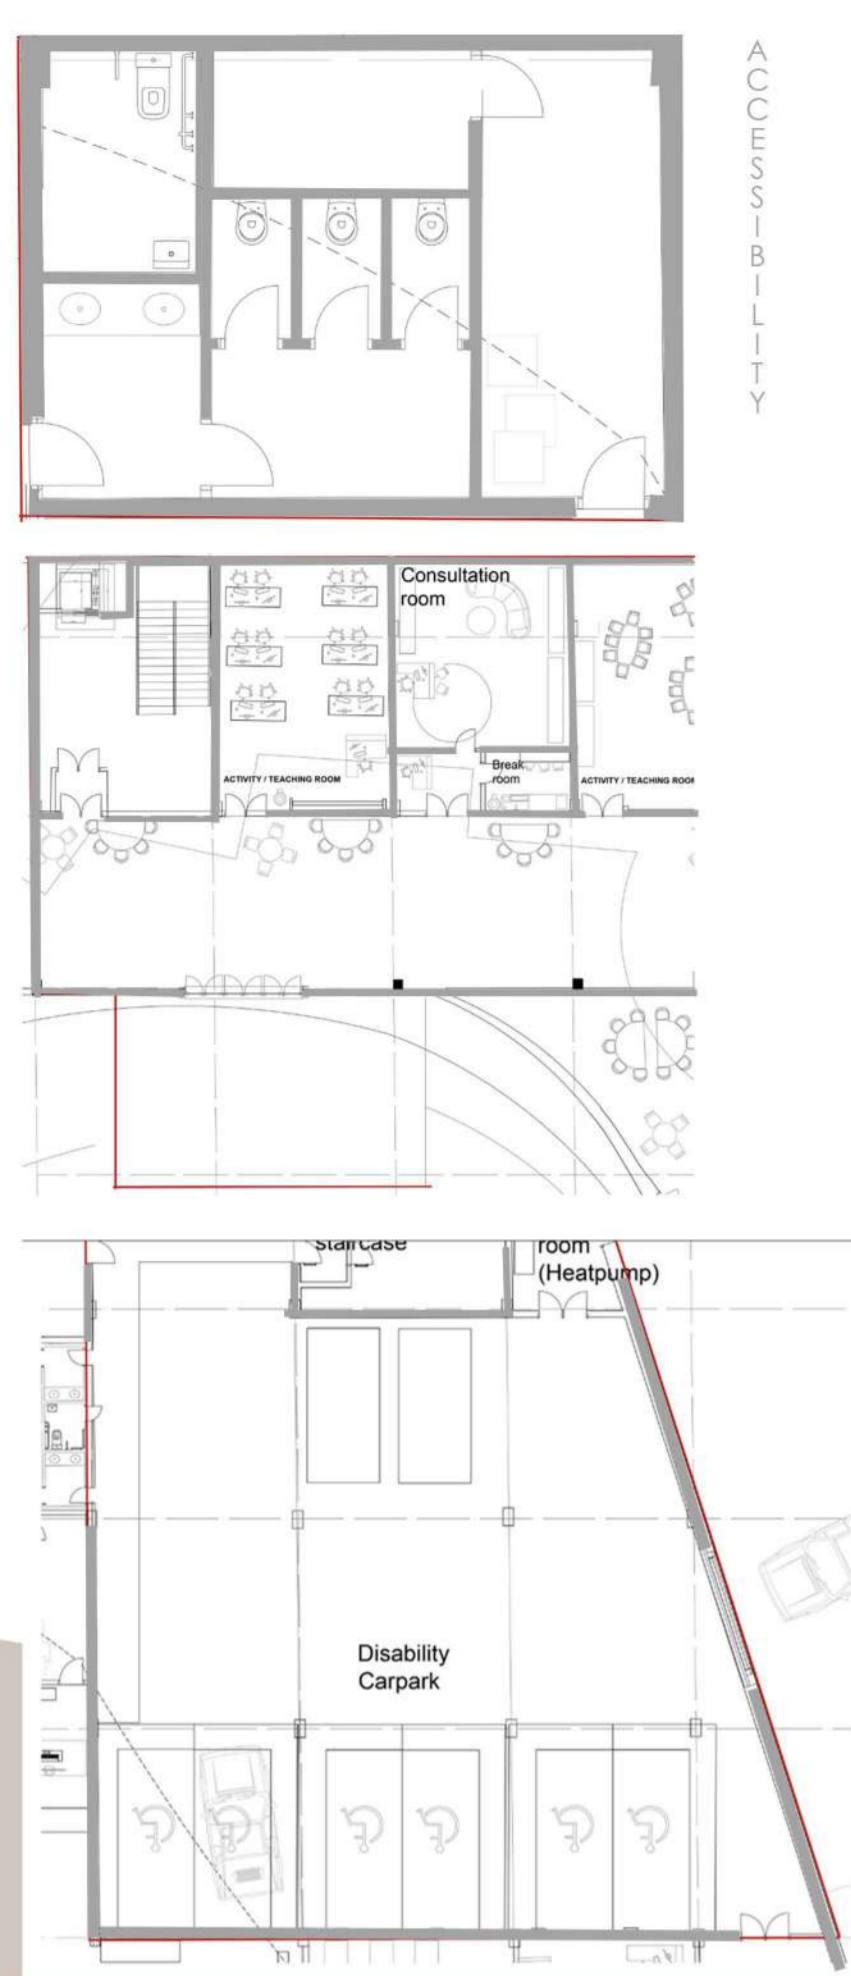 ACCESSIBILITY
Consultation
room
Break
room
ACTIVITY / TEACHING ROOM
ACTIVITY / TEACHING ROOM
staircase
room
(Heatpump)
Disability
Carpark